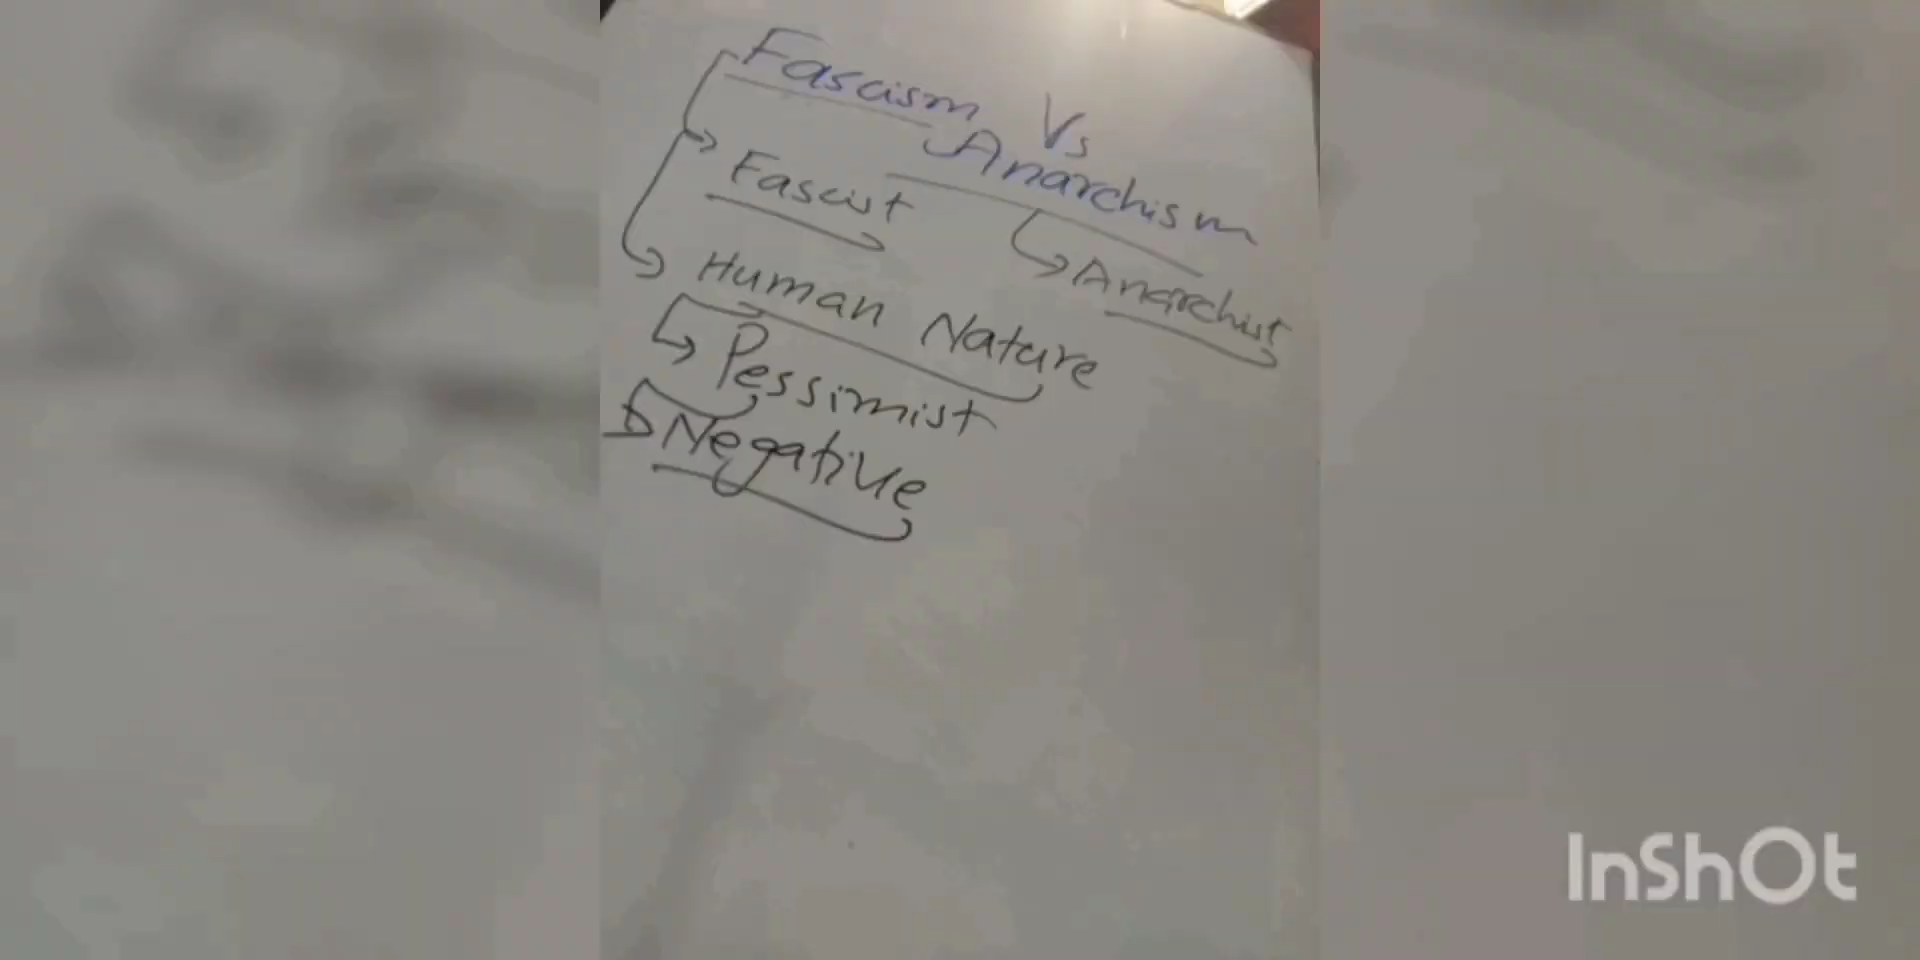 Fascism Vs
Anarchism
Fascist
Anarchist
Human Nature
Pessimist
Negative
InShOt